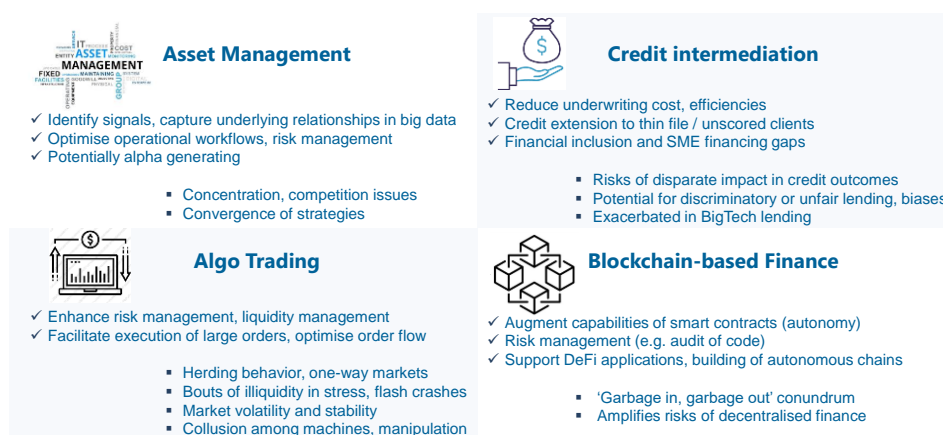 IT PROCESS
COST
ENTITY ASSET
MANAGEMENT
FIXED
MAINTAINING
FACILITIES
GROUP
Asset Management
✓ Identify signals, capture underlying relationships in big data
✓ Optimise operational workflows, risk management
✓ Potentially alpha generating
▪ Concentration, competition issues
▪ Convergence of strategies
$
Credit intermediation
✓ Reduce underwriting cost, efficiencies
✓ Credit extension to thin file / unscored clients
✓ Financial inclusion and SME financing gaps
▪ Risks of disparate impact in credit outcomes
▪ Potential for discriminatory or unfair lending, biases
▪ Exacerbated in BigTech lending
$
Algo Trading
✓ Enhance risk management, liquidity management
✓ Facilitate execution of large orders, optimise order flow
▪ Herding behavior, one-way markets
▪ Bouts of illiquidity in stress, flash crashes
▪ Market volatility and stability
▪ Collusion among machines, manipulation
Blockchain-based Finance
✓ Augment capabilities of smart contracts (autonomy)
✓ Risk management (e.g. audit of code)
✓ Support DeFi applications, building of autonomous chains
▪ ‘Garbage in, garbage out’ conundrum
▪ Amplifies risks of decentralised finance